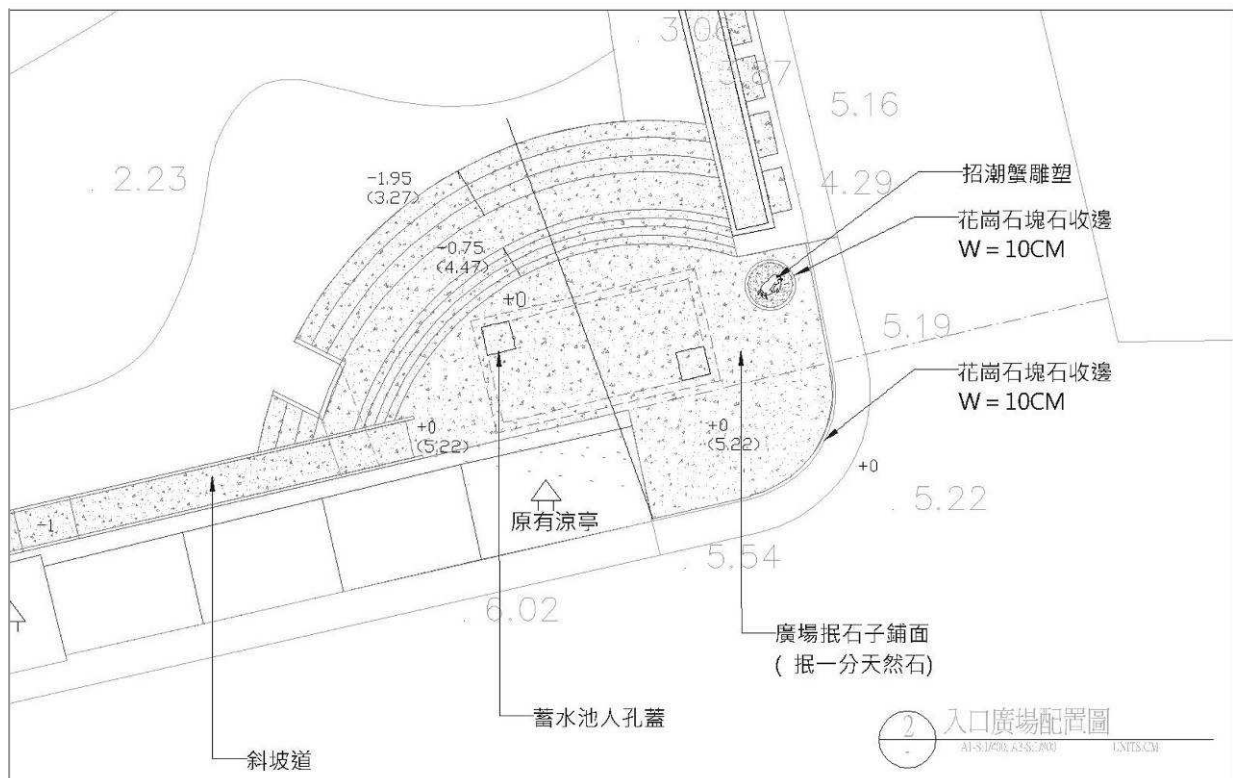 3.06
3.87
5.16
2.23
-1.95
(3.27)
4.29
招潮蟹雕塑
花崗石塊石收邊
W = 10CM
-0.75
(4.47)
+0
5.19
花崗石塊石收邊
W = 10CM
+0
(5.22)
+0
(5.22)
+0
5.22
-1
原有涼亭
5.54
6.02
廣場抿石子鋪面
( 抿一分天然石)
蓄水池人孔蓋
斜坡道
2
-
入口廣場配置圖
UNITS:CM